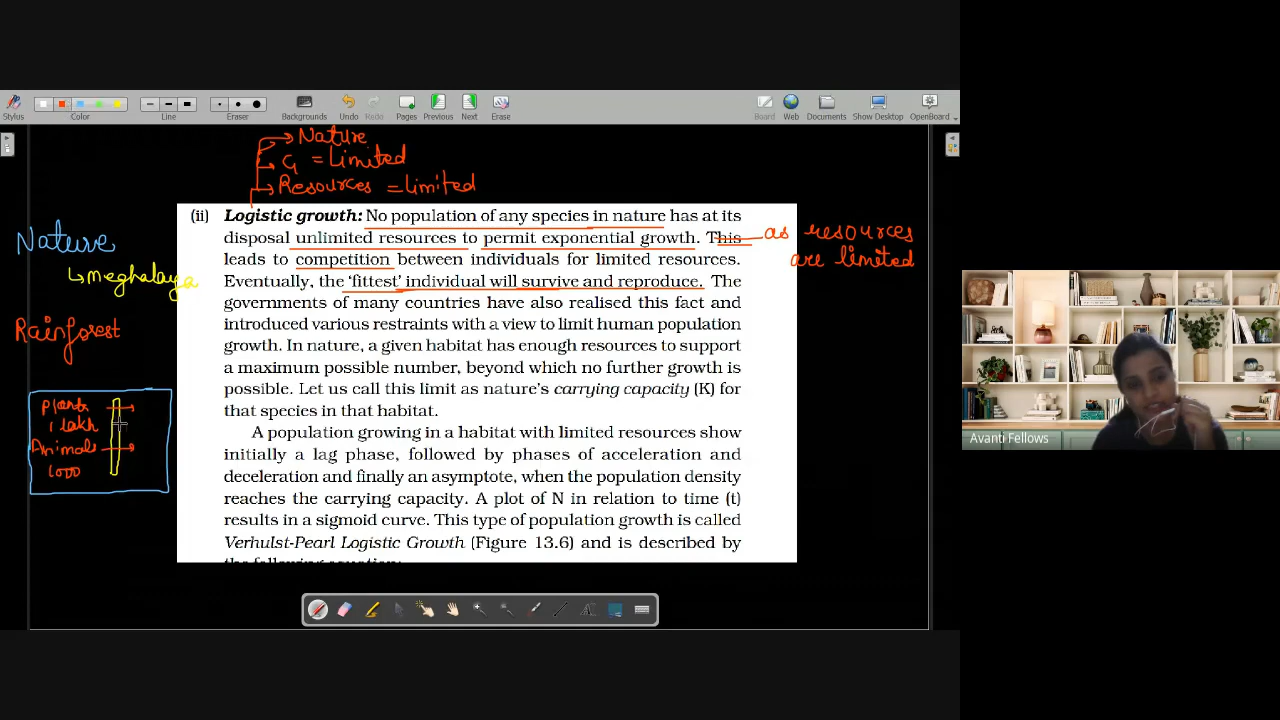 Stylus
Color
Line
Eraser
Backgrounds
Undo
Redo
Pages
Previous
Next
Erase
Board
Web
Documents
Show Desktop
OpenBoard
Nature
G = Limited
Resources = limited
(ii) Logistic growth: No population of any species in nature has at its
disposal unlimited resources to permit exponential growth. This
leads to competition between individuals for limited resources.
Eventually, the ‘fittest’ individual will survive and reproduce. The
governments of many countries have also realised this fact and
introduced various restraints with a view to limit human population
growth. In nature, a given habitat has enough resources to support
a maximum possible number, beyond which no further growth is
possible. Let us call this limit as nature's carrying capacity (K) for
that species in that habitat.
A population growing in a habitat with limited resources show
initially a lag phase, followed by phases of acceleration and
deceleration and finally an asymptote, when the population density
reaches the carrying capacity. A plot of N in relation to time (t)
results in a sigmoid curve. This type of population growth is called
Verhulst-Pearl Logistic Growth (Figure 13.6) and is described by
the following equation:
as resources
are limited
Nature
meghalaya
Rainforest
plants
1 lakh
Animals
1000
Avanti Fellows